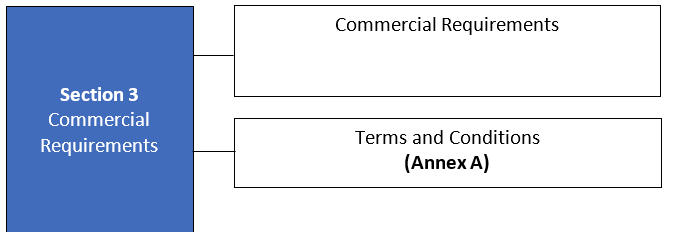 Section 3
Commercial
Requirements
Commercial Requirements
Terms and Conditions
(Annex A)